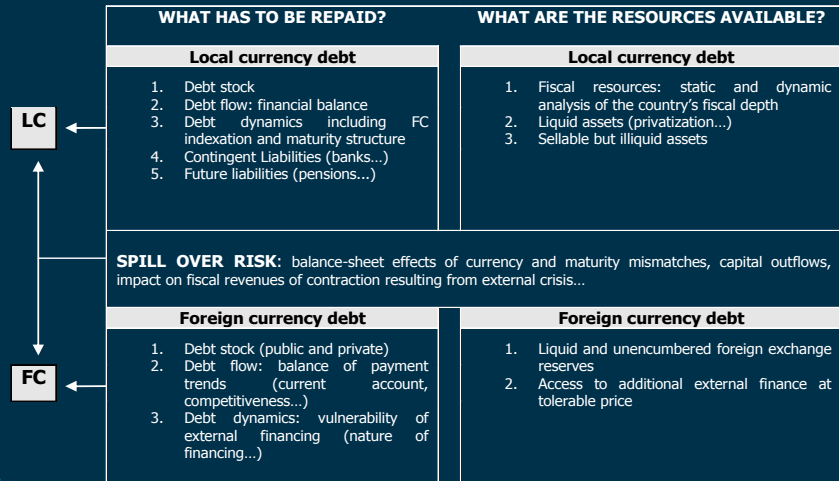 WHAT HAS TO BE REPAID?
WHAT ARE THE RESOURCES AVAILABLE?
Local currency debt
1. Debt stock
2. Debt flow: financial balance
3. Debt dynamics including FC
indexation and maturity structure
4. Contingent Liabilities (banks…)
5. Future liabilities (pensions...)
Local currency debt
1. Fiscal resources: static and dynamic
analysis of the country's fiscal depth
2. Liquid assets (privatization…)
3. Sellable but illiquid assets
LC
SPILL OVER RISK: balance-sheet effects of currency and maturity mismatches, capital outflows,
impact on fiscal revenues of contraction resulting from external crisis…
Foreign currency debt
1. Debt stock (public and private)
2. Debt flow: balance of payment
trends (current account,
competitiveness…)
3. Debt dynamics: vulnerability of
external financing (nature of
financing…)
Foreign currency debt
1. Liquid and unencumbered foreign exchange
reserves
2. Access to additional external finance at
tolerable price
FC